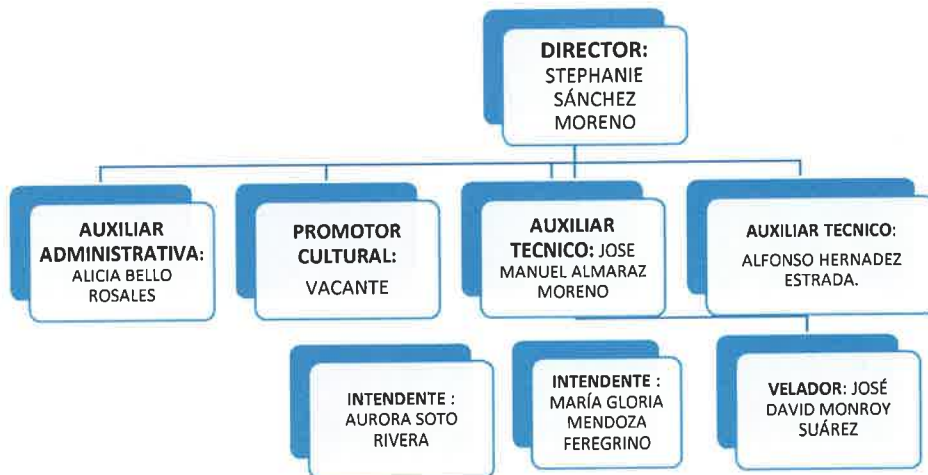 DIRECTOR:
STEPHANIE
SÁNCHEZ
MORENO
AUXILIAR
ADMINISTRATIVA:
ALICIA BELLO
ROSALES
PROMOTOR
CULTURAL:
VACANTE
AUXILIAR
TECNICO: JOSE
MANUEL ALMARAZ
MORENO
AUXILIAR TECNICO:
ALFONSO HERNADEZ
ESTRADA.
INTENDENTE :
AURORA SOTO
RIVERA
INTENDENTE :
MARÍA GLORIA
MENDOZA
FEREGRINO
VELADOR: JOSÉ
DAVID MONROY
SUÁREZ